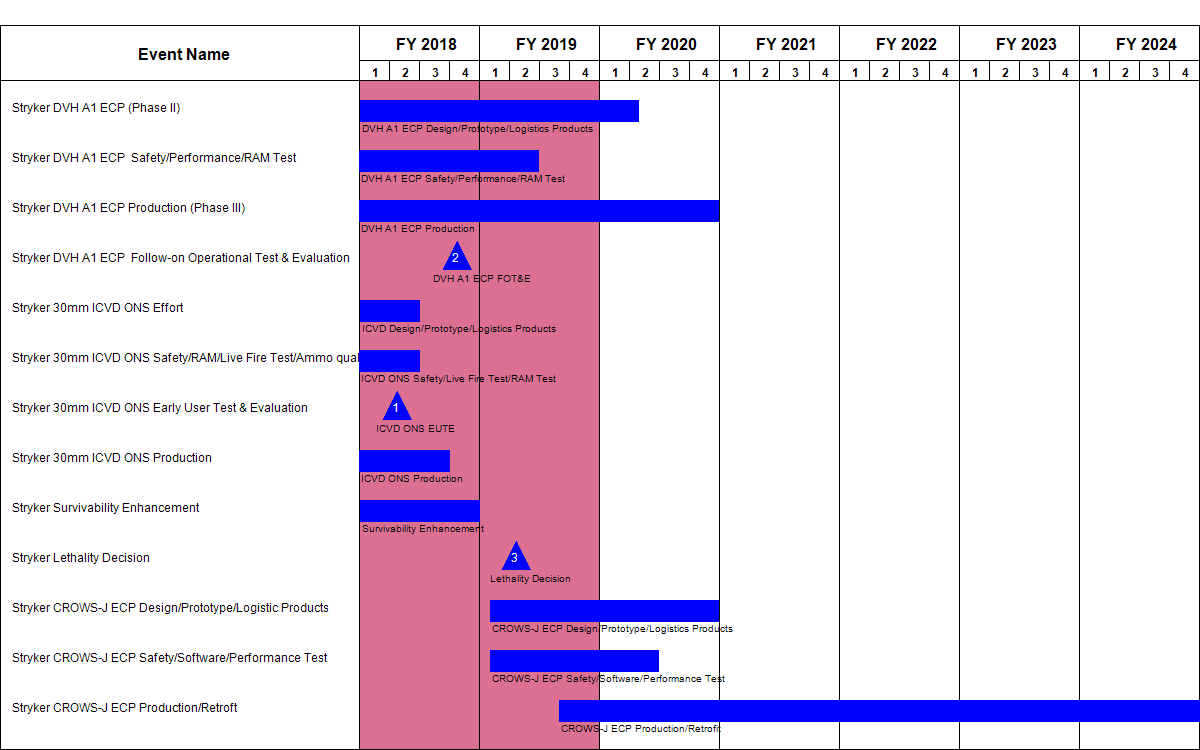 Event Name
FY 2018 FY 2019 FY 2020 FY 2021 FY 2022 FY 2023 FY 2024
1 2 3 4 1 2 3 4 1 2 3 4 1 2 3 4 1 2 3 4 1 2 3 4 1 2 3 4
Stryker DVH A1 ECP (Phase II)
DVH A1 ECP Design/Prototype/Logistics Products
Stryker DVH A1 ECP Safety/Performance/RAM Test
DVH A1 ECP Safety/Performance/RAM Test
Stryker DVH A1 ECP Production (Phase III)
DVH A1 ECP Production
Stryker DVH A1 ECP Follow-on Operational Test & Evaluation
2
DVH A1 ECP FOT&E
Stryker 30mm ICVD ONS Effort
ICVD Design/Prototype/Logistics Products
Stryker 30mm ICVD ONS Safety/RAM/Live Fire Test/Ammo qual
ICVD ONS Safety/Live Fire Test/RAM Test
Stryker 30mm ICVD ONS Early User Test & Evaluation
1
ICVD ONS EUTE
Stryker 30mm ICVD ONS Production
ICVD ONS Production
Stryker Survivability Enhancement
Survivability Enhancement
Stryker Lethality Decision
3
Lethality Decision
Stryker CROWS-J ECP Design/Prototype/Logistic Products
CROWS-J ECP Design/Prototype/Logistics Products
Stryker CROWS-J ECP Safety/Software/Performance Test
CROWS-J ECP Safety/Software/Performance Test
Stryker CROWS-J ECP Production/Retroft
CROWS-J ECP Production/Retrofit